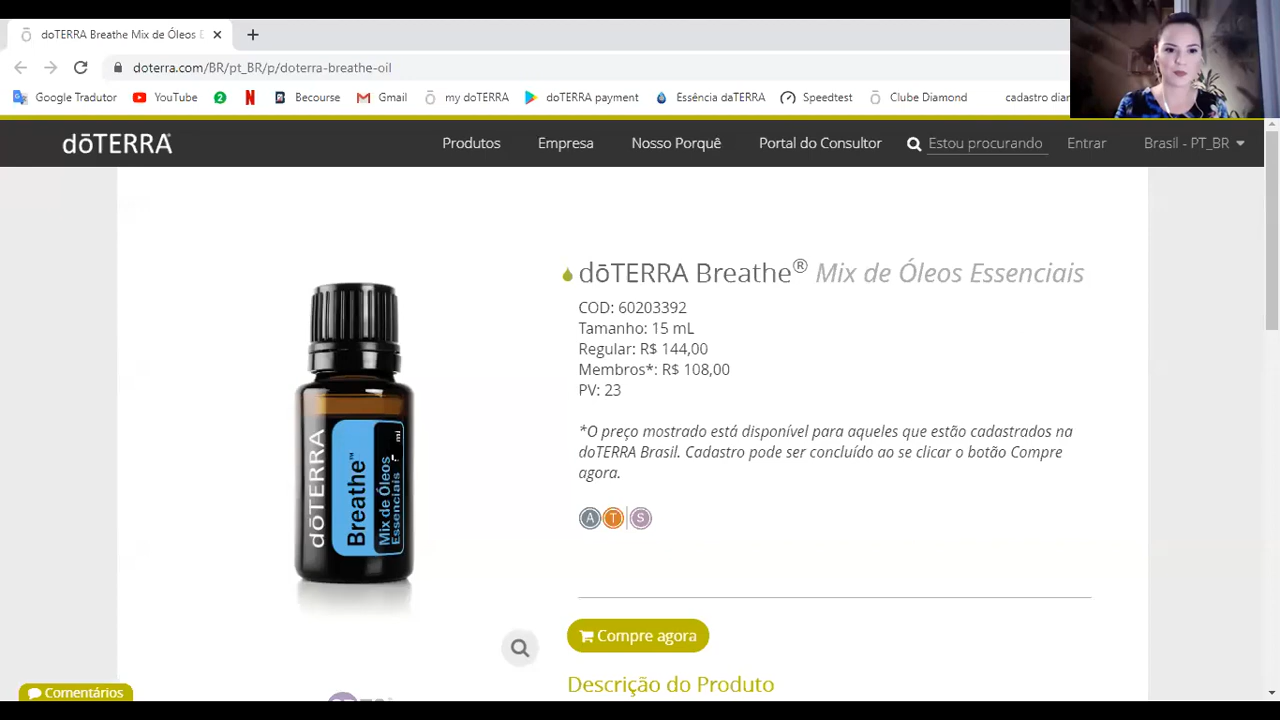 doTERRA Breathe Mix de Óleos E
doterra.com/BR/pt_BR/p/doterra-breathe-oil
Google Tradutor YouTube 2 N Becourse Gmail my doTERRA doTERRA payment Essência daTERRA Speedtest Clube Diamond cadastro dian
dōTERRA Produtos Empresa Nosso Porquê Portal do Consultor Estou procurando Entrar Brasil - PT_BR
dōTERRA Breathe® Mix de Óleos Essenciais
COD: 60203392
Tamanho: 15 mL
Regular: R$ 144,00
Membros*: R$ 108,00
PV: 23
*O preço mostrado está disponível para aqueles que estão cadastrados na
doTERRA Brasil. Cadastro pode ser concluído ao se clicar o botão Compre
agora.
A T S
dōTERRA
Breathe™
Mix de Óleos
Essenciais
Compre agora
Descrição do Produto
Comentários